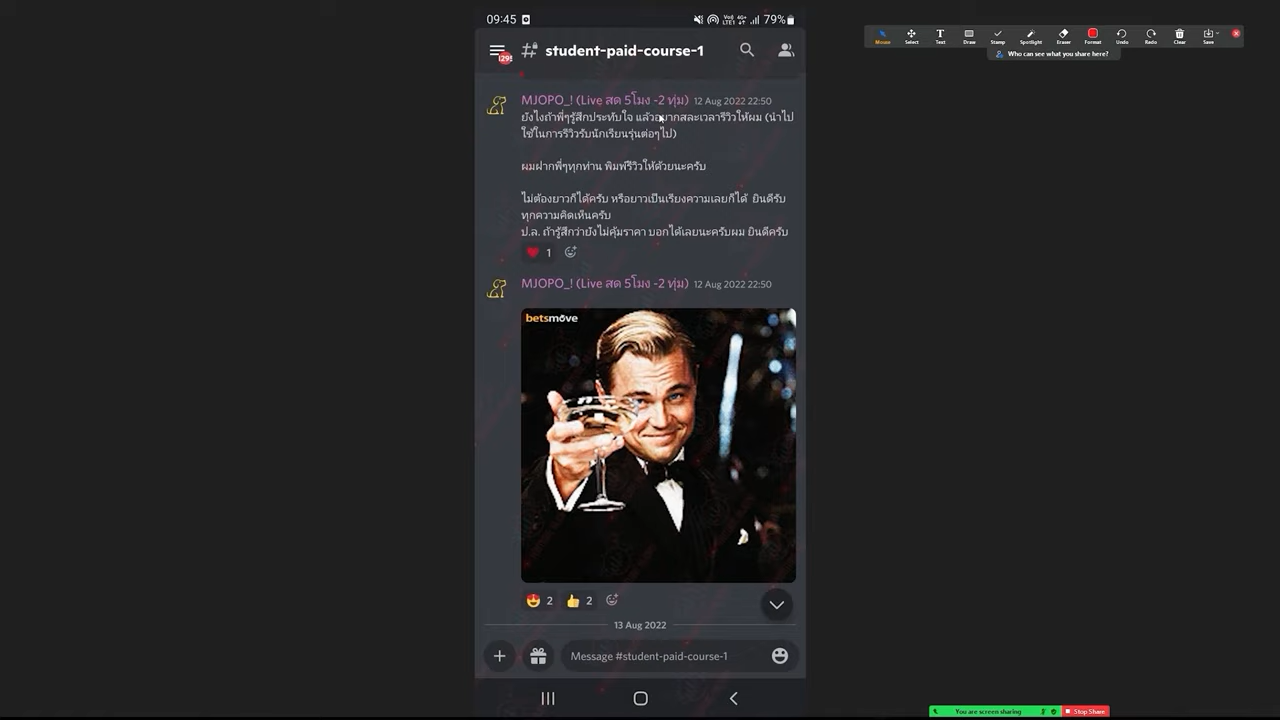 09:45
79%
Mouse Select Text Draw Stamp Spotlight Eraser Format Undo Redo Clear Save
Who can see what you share here?
student-paid-course-1
MJOPO_! (Live สด 5โมง -2 ทุ่ม) 12 Aug 2022 22:50
ยังไงถ้าพี่ๆรู้สึกประทับใจ แล้วอยากสละเวลารีวิวให้ผม (นำไป
ใช้ในการรีวิวรับนักเรียนรุ่นต่อๆไป)
ผมฝากพี่ๆทุกท่าน พิมพ์รีวิวให้ด้วยนะครับ
ไม่ต้องยาวก็ได้ครับ หรือยาวเป็นเรียงความเลยก็ได้ ยินดีรับ
ทุกความคิดเห็นครับ
ป.ล. ถ้ารู้สึกว่ายังไม่คุ้มราคา บอกได้เลยนะครับผม ยินดีครับ
1
MJOPO_! (Live สด 5โมง -2 ทุ่ม) 12 Aug 2022 22:50
betsmove
2 2
13 Aug 2022
Message #student-paid-course-1
You are screen sharing Stop Share